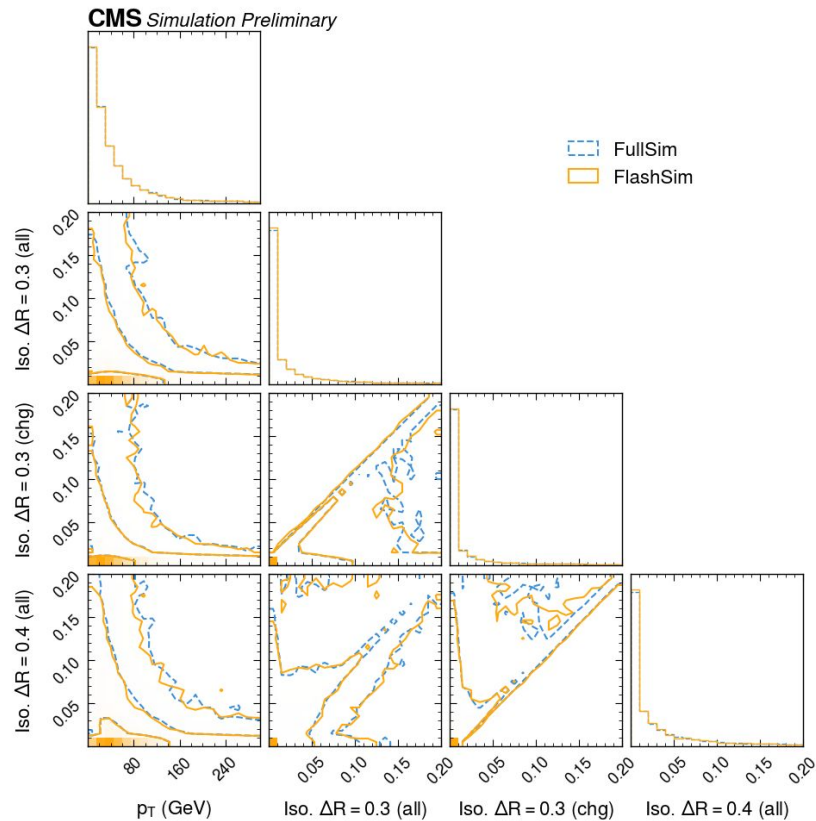 CMS Simulation Preliminary
FullSim
FlashSim
0.20
0.15
0.10
0.05
Iso. ΔR = 0.3 (all)
0.20
0.15
0.10
0.05
Iso. ΔR = 0.3 (chg)
0.20
0.15
0.10
0.05
Iso. ΔR = 0.4 (all)
80 160 240
0.05 0.10 0.15 0.20
0.05 0.10 0.15 0.20
0.05 0.10 0.15 0.20
p_T (GeV)
Iso. ΔR = 0.3 (all)
Iso. ΔR = 0.3 (chg)
Iso. ΔR = 0.4 (all)